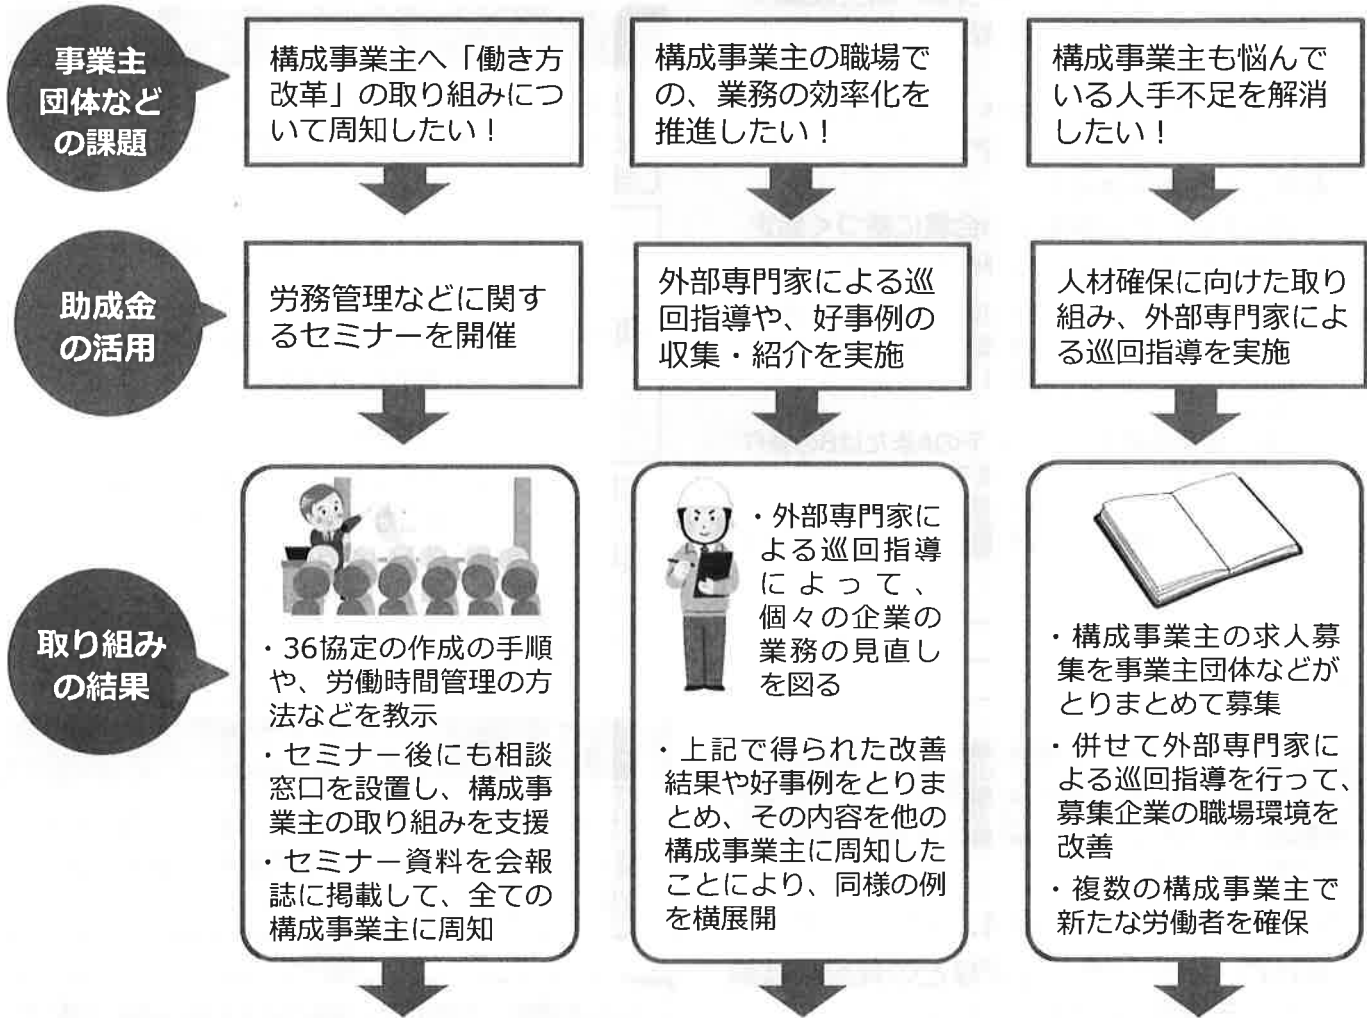 事業主
団体など
の課題
構成事業主へ「働き方
改革」の取り組みにつ
いて周知したい！
構成事業主の職場で
の、業務の効率化を
推進したい！
構成事業主も悩んで
いる人手不足を解消
したい！
助成金
の活用
労務管理などに関す
るセミナーを開催
外部専門家による巡
回指導や、好事例の
収集・紹介を実施
人材確保に向けた取り
組み、外部専門家によ
る巡回指導を実施
取り組み
の結果
・36協定の作成の手順
や、労働時間管理の方
法などを教示
・セミナー後にも相談
窓口を設置し、構成事
業主の取り組みを支援
・セミナー資料を会報
誌に掲載して、全ての
構成事業主に周知
・外部専門家に
よる巡回指導
によって、
個々の企業の
業務の見直し
を図る
・上記で得られた改善
結果や好事例をとりま
とめ、その内容を他の
構成事業主に周知した
ことにより、同様の例
を横展開
・構成事業主の求人募
集を事業主団体などが
とりまとめて募集
・併せて外部専門家に
よる巡回指導を行って、
募集企業の職場環境を
改善
・複数の構成事業主で
新たな労働者を確保